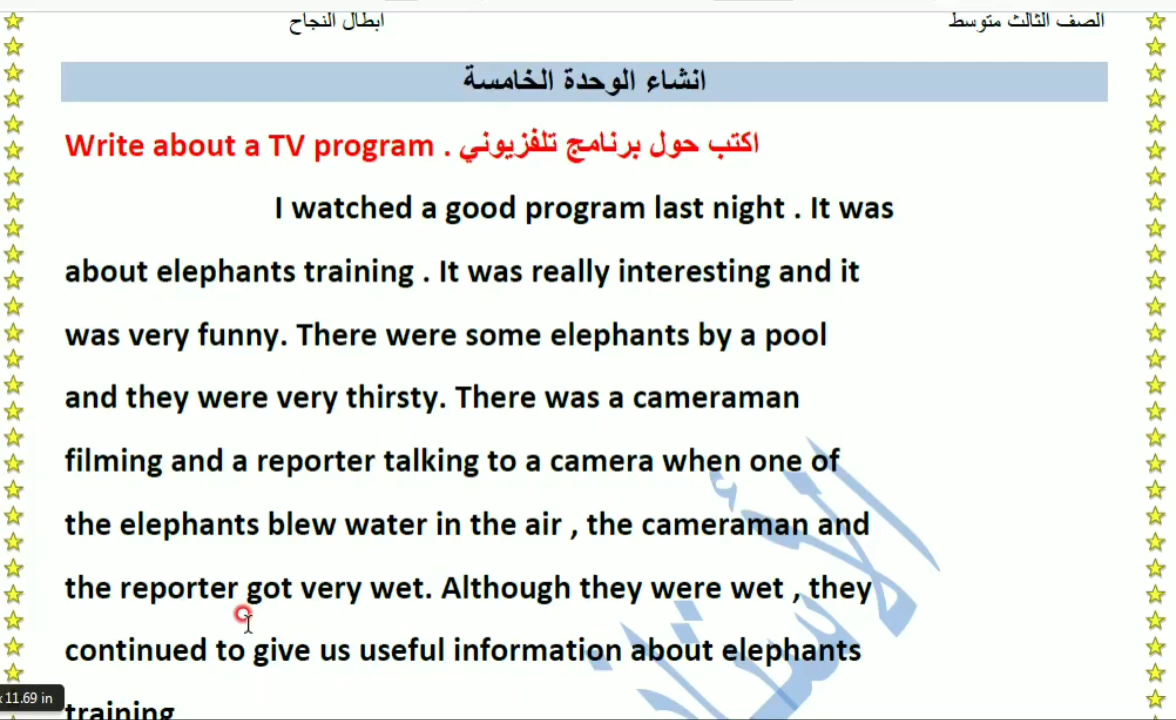 الصف الثالث متوسط
ابطال النجاح
انشاء الوحدة الخامسة
Write about a TV program . اكتب حول برنامج تلفزيوني
I watched a good program last night . It was
about elephants training . It was really interesting and it
was very funny. There were some elephants by a pool
and they were very thirsty. There was a cameraman
filming and a reporter talking to a camera when one of
the elephants blew water in the air , the cameraman and
the reporter got very wet. Although they were wet , they
continued to give us useful information about elephants
training
x 11.69 in
الأستاذ